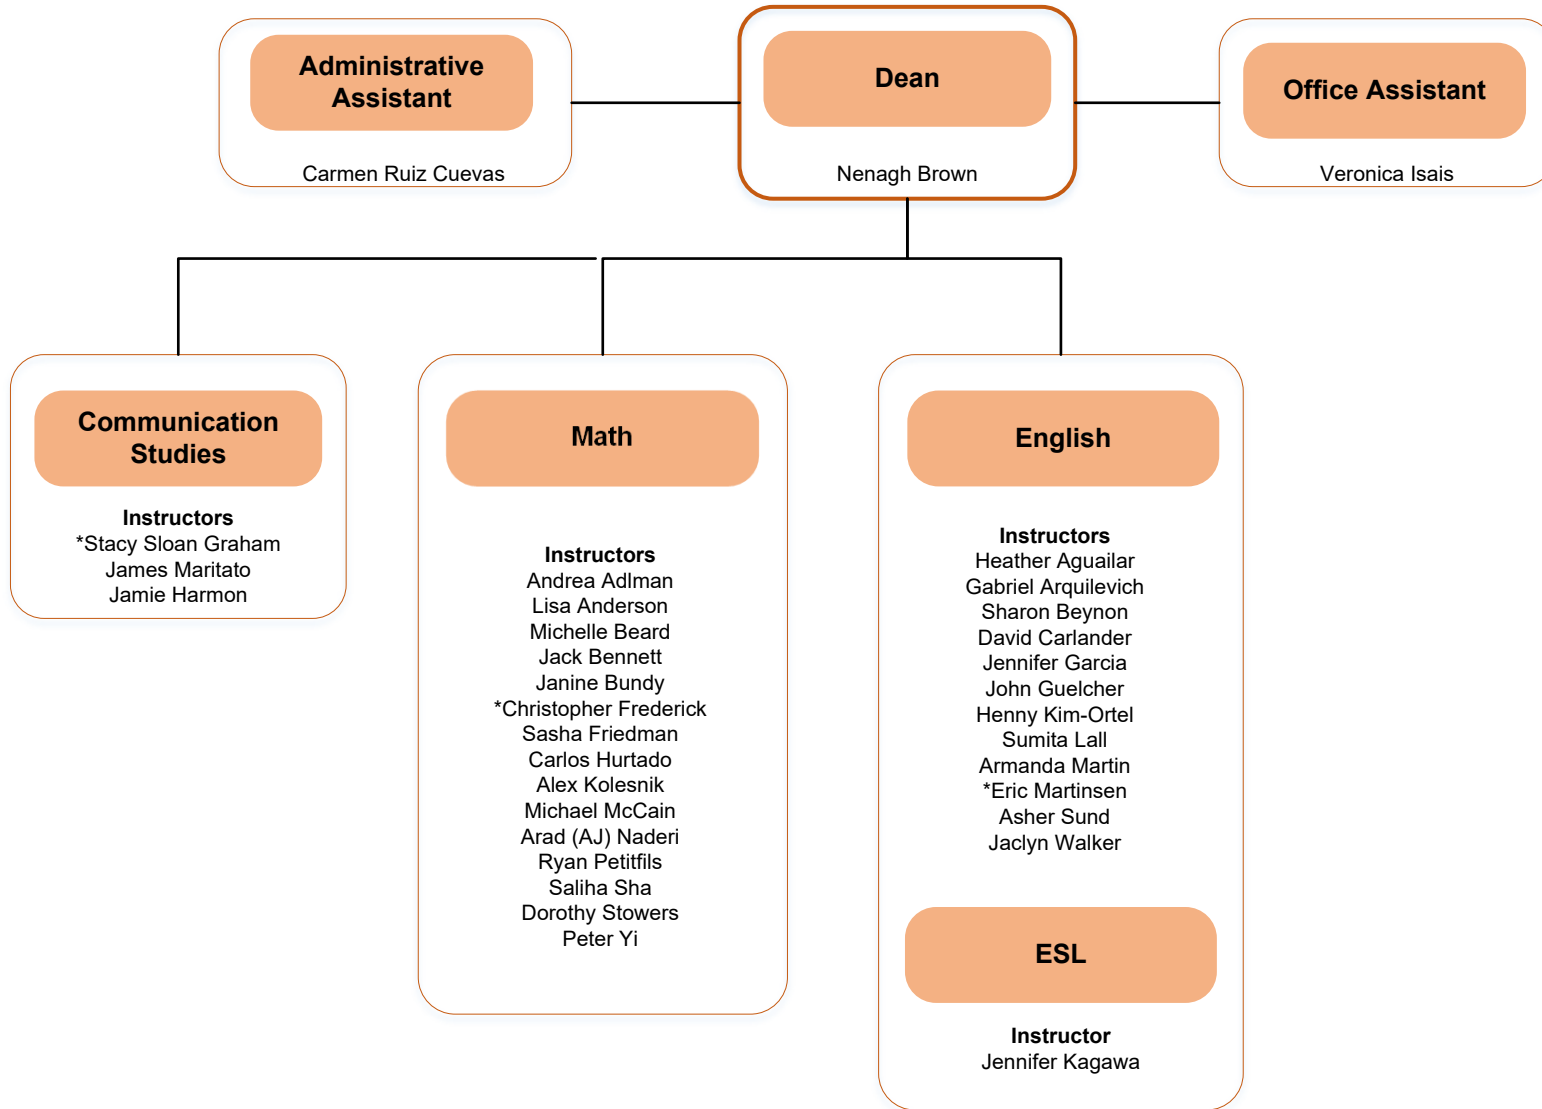 Administrative
Assistant
Carmen Ruiz Cuevas
Dean
Nenagh Brown
Office Assistant
Veronica Isais
Communication
Studies
Instructors
*Stacy Sloan Graham
James Maritato
Jamie Harmon
Math
Instructors
Andrea Adlman
Lisa Anderson
Michelle Beard
Jack Bennett
Janine Bundy
*Christopher Frederick
Sasha Friedman
Carlos Hurtado
Alex Kolesnik
Michael McCain
Arad (AJ) Naderi
Ryan Petitfils
Saliha Sha
Dorothy Stowers
Peter Yi
English
Instructors
Heather Aguailar
Gabriel Arquilevich
Sharon Beynon
David Carlander
Jennifer Garcia
John Guelcher
Henny Kim-Ortel
Sumita Lall
Armanda Martin
*Eric Martinsen
Asher Sund
Jaclyn Walker
ESL
Instructor
Jennifer Kagawa